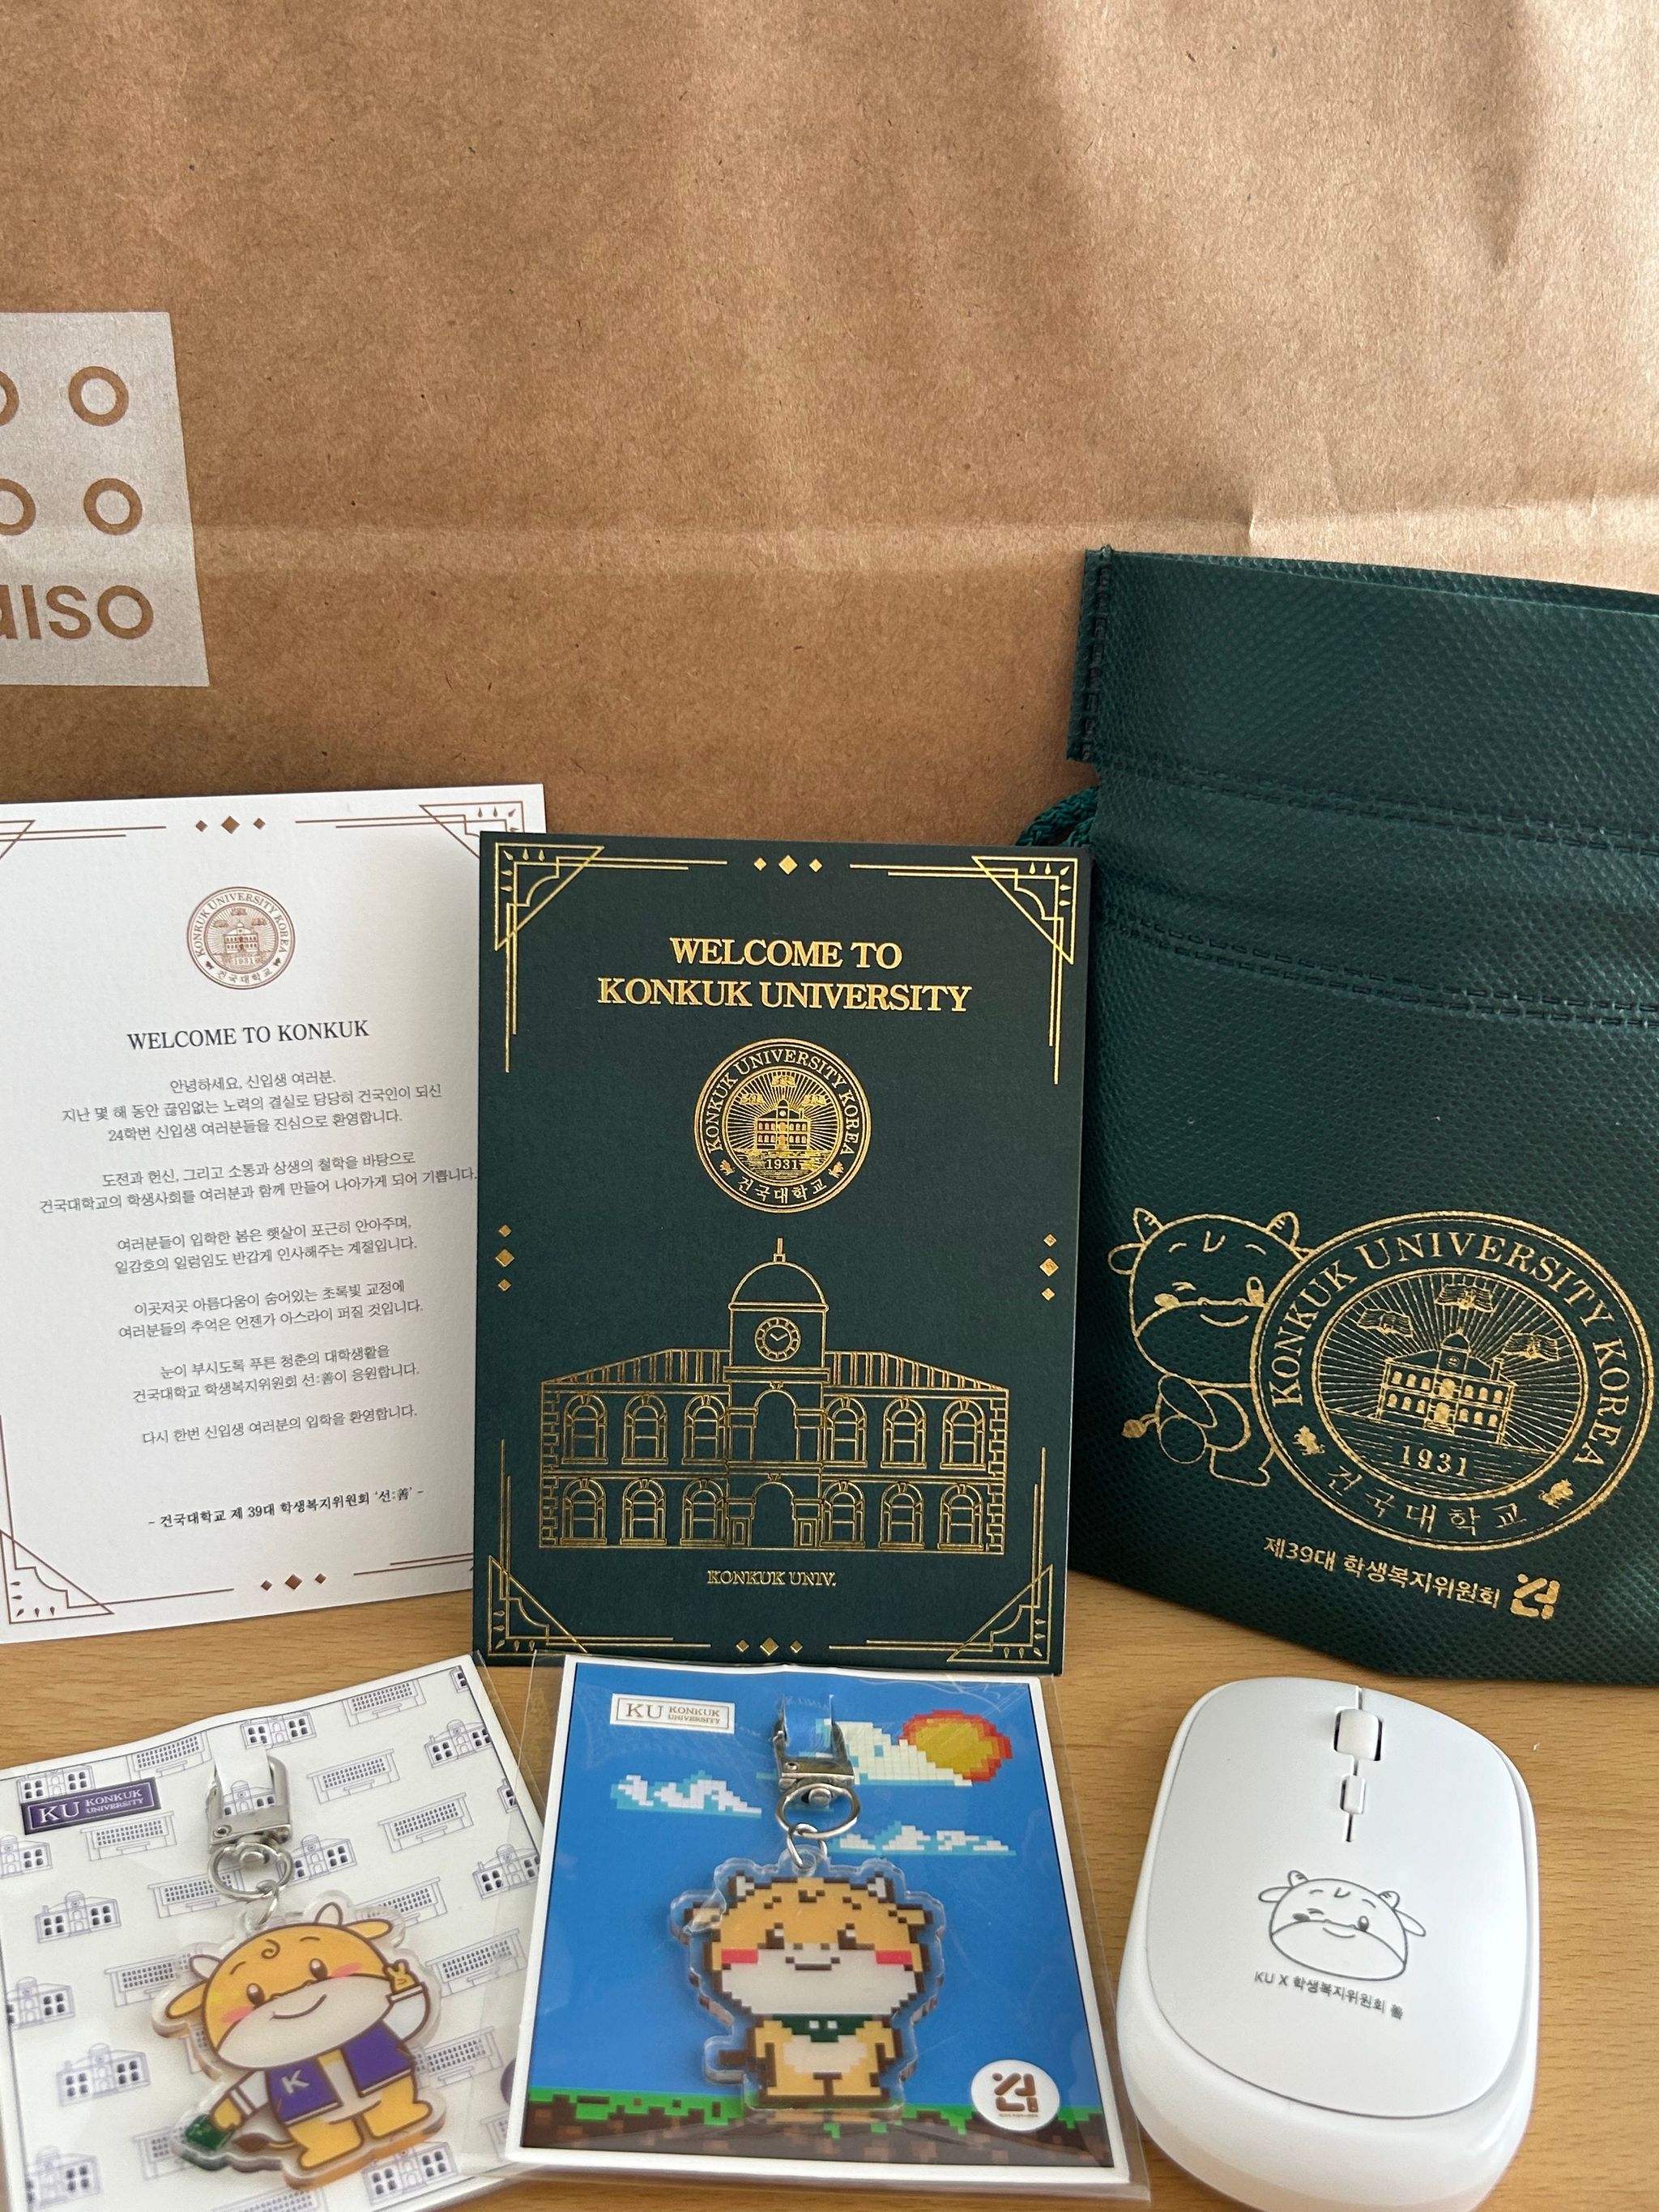 aiso
KONKUK UNIVERSITY KOREA
1931
건국대학교
WELCOME TO KONKUK
안녕하세요, 신입생 여러분.
지난 몇 해 동안 끊임없는 노력의 결실로 당당히 건국인이 되신
24학번 신입생 여러분들을 진심으로 환영합니다.
도전과 헌신, 그리고 소통과 상생의 철학을 바탕으로
건국대학교의 학생사회를 여러분과 함께 만들어 나아가게 되어 기쁩니다.
여러분들이 입학한 봄은 햇살이 포근히 안아주며,
일감호의 일렁임도 반갑게 인사해주는 계절입니다.
이곳저곳 아름다움이 숨어있는 초록빛 교정에
여러분들의 추억은 언젠가 아스라이 퍼질 것입니다.
눈이 부시도록 푸른 청춘의 대학생활을
건국대학교 학생복지위원회 선:善이 응원합니다.
다시 한번 신입생 여러분의 입학을 환영합니다.
- 건국대학교 제 39대 학생복지위원회 '선:善' -
WELCOME TO
KONKUK UNIVERSITY
KONKUK UNIVERSITY KOREA
1931
건국대학교
KONKUK UNIV.
KONKUK UNIVERSITY KOREA
1931
건국대학교
제39대 학생복지위원회
KU KONKUK
UNIVERSITY
K
KU KONKUK
UNIVERSITY
KU X 학생복지위원회 善